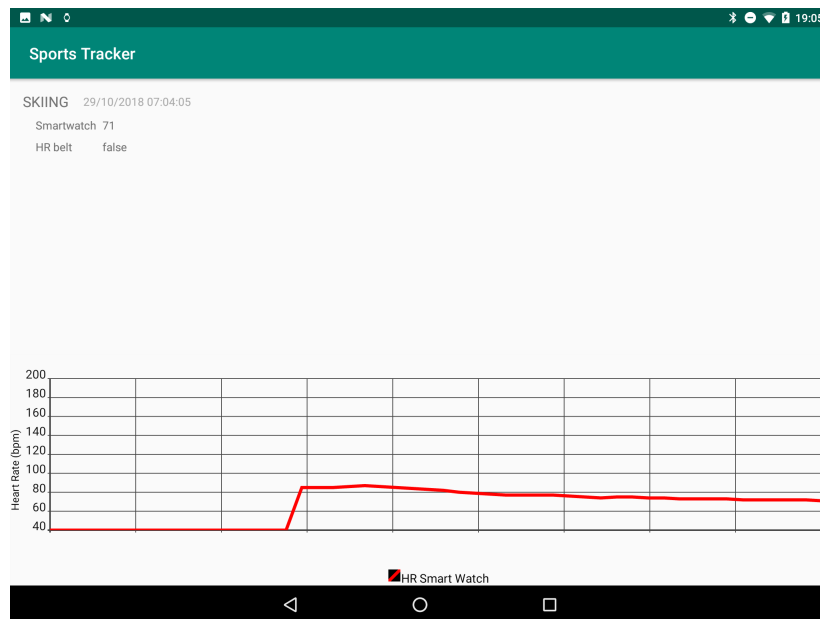 19:05
Sports Tracker
SKIING 29/10/2018 07:04:05
Smartwatch 71
HR belt false
200
180
160
140
120
100
80
60
40
Heart Rate (bpm)
HR Smart Watch